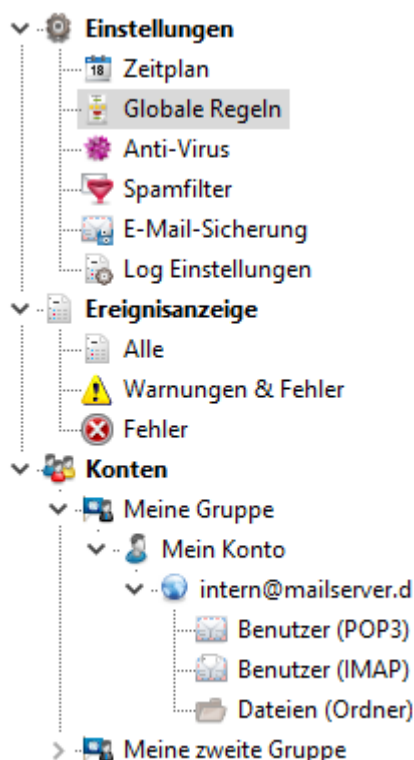 Einstellungen
18 Zeitplan
Globale Regeln
Anti-Virus
Spamfilter
E-Mail-Sicherung
Log Einstellungen
Ereignisanzeige
Alle
Warnungen & Fehler
Fehler
Konten
Meine Gruppe
Mein Konto
intern@mailserver.d
Benutzer (POP3)
Benutzer (IMAP)
Dateien (Ordner)
Meine zweite Gruppe